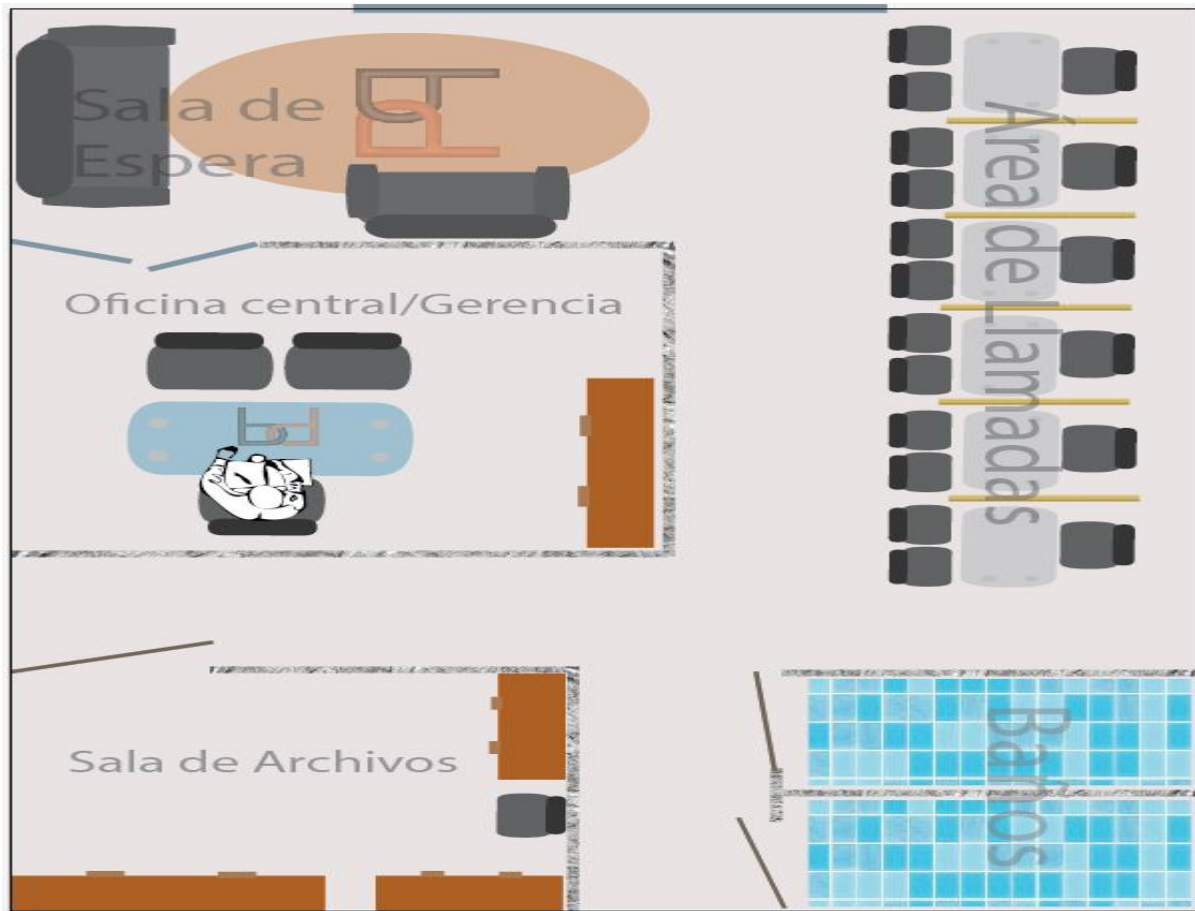 Sala de
Espera
Área de Llamadas
Oficina central/Gerencia
Sala de Archivos
Baños